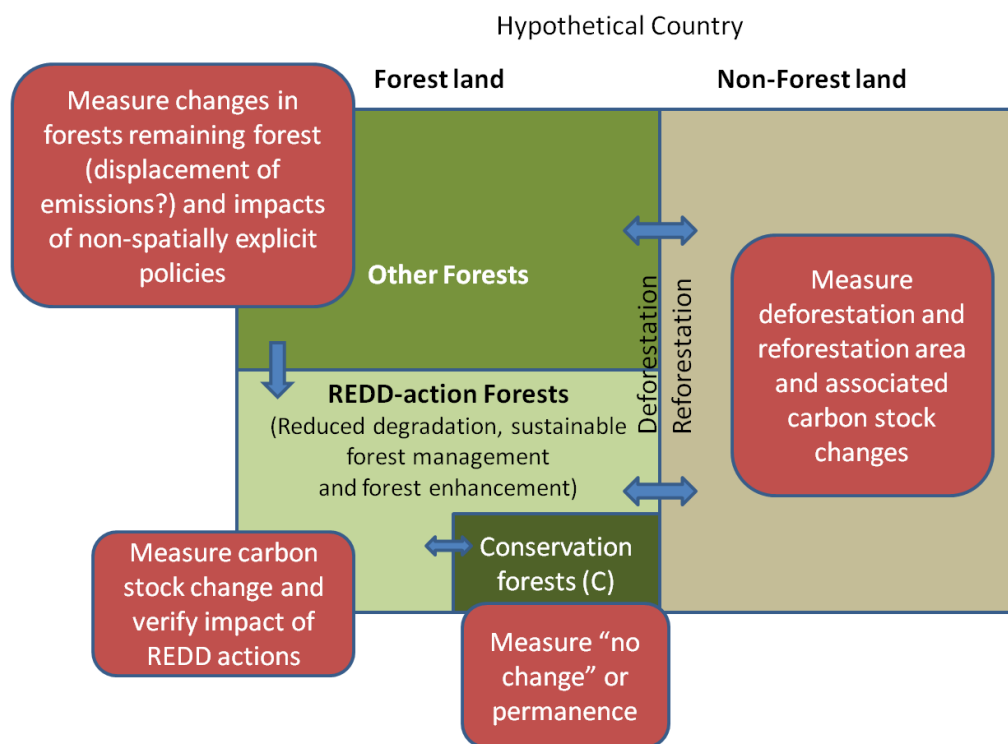 Hypothetical Country
Forest land
Non-Forest land
Measure changes in
forests remaining forest
(displacement of
emissions?) and impacts
of non-spatially explicit
policies
Other Forests
Deforestation
Reforestation
Measure
deforestation and
reforestation area
and associated
carbon stock
changes
REDD-action Forests
(Reduced degradation, sustainable
forest management
and forest enhancement)
Measure carbon
stock change and
verify impact of
REDD actions
Conservation
forests (C)
Measure “no
change” or
permanence